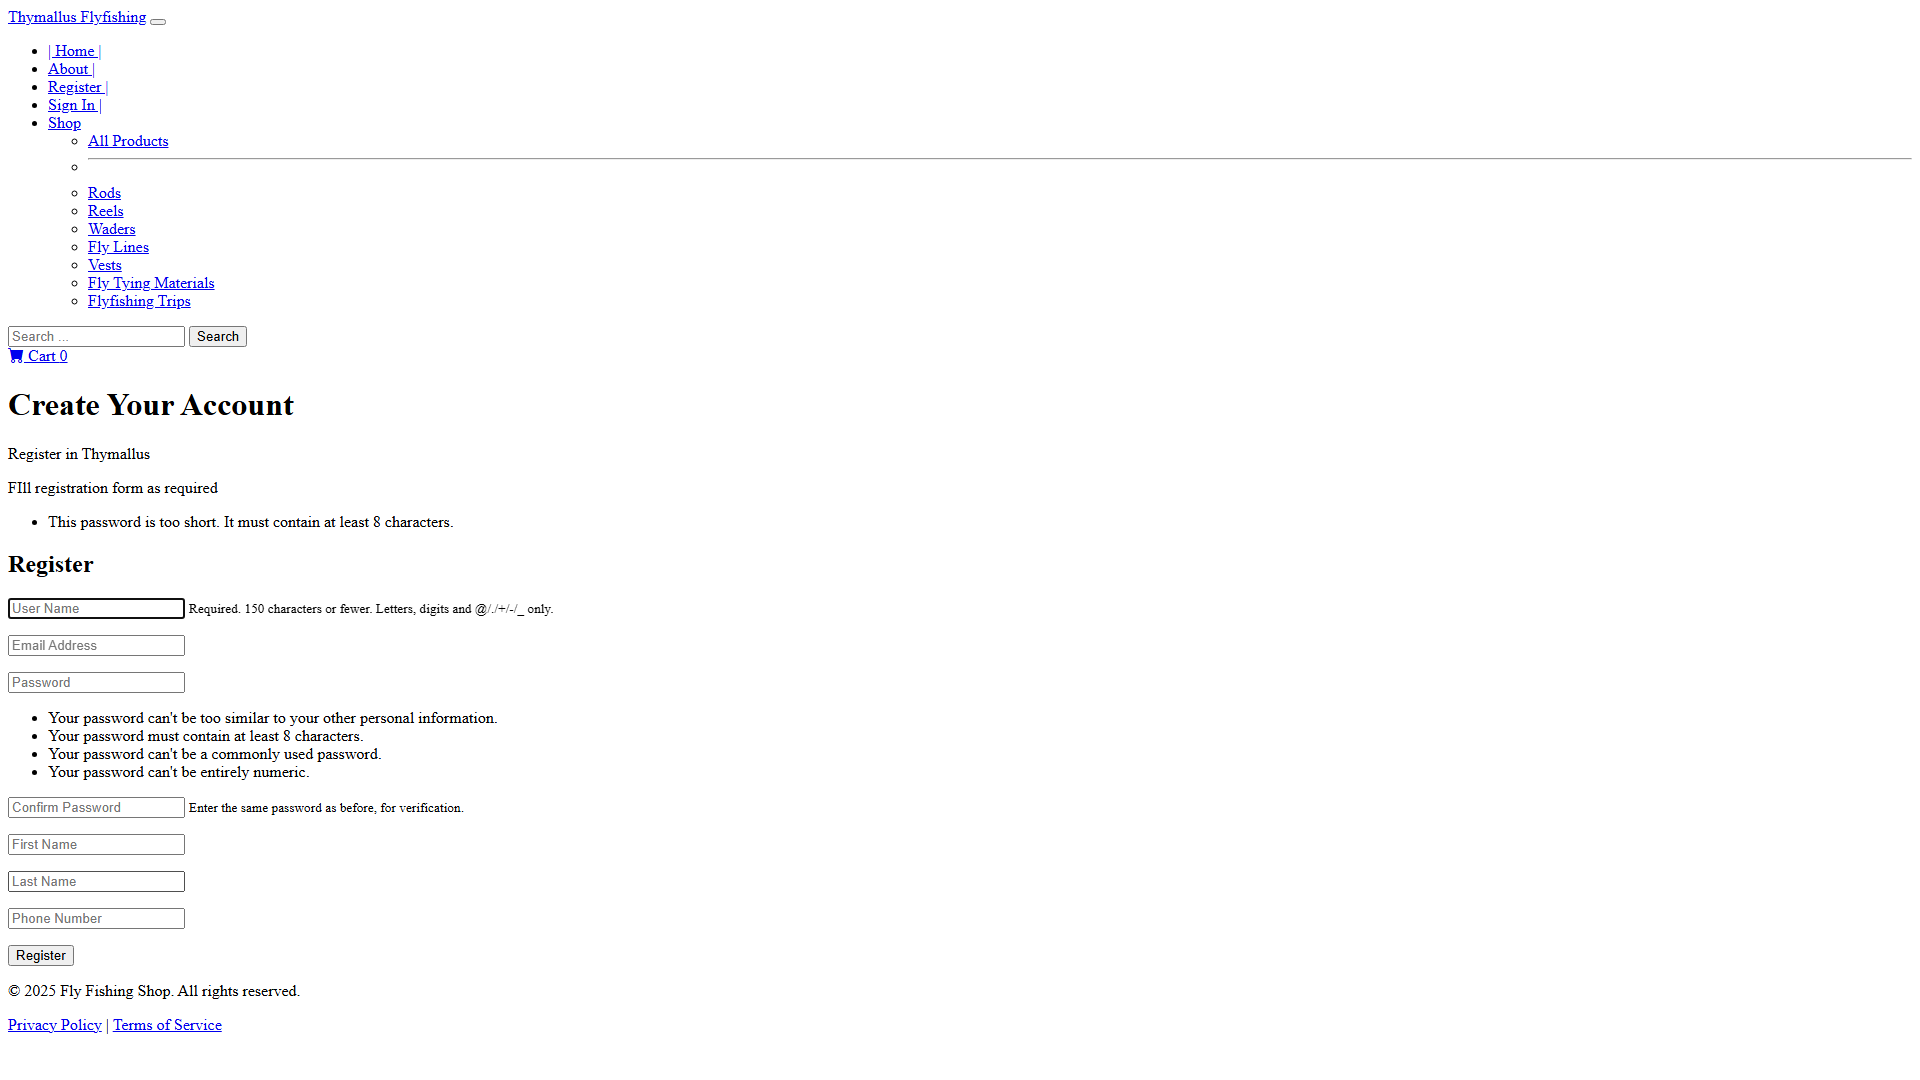 Thymallus Flyfishing
| Home |
About |
Register |
Sign In |
Shop
All Products
Rods
Reels
Waders
Fly Lines
Vests
Fly Tying Materials
Flyfishing Trips
Search ... Search
Cart 0
Create Your Account
Register in Thymallus
FIll registration form as required
This password is too short. It must contain at least 8 characters.
Register
User Name Required. 150 characters or fewer. Letters, digits and @/./+/-/_ only.
Email Address
Password
Your password can't be too similar to your other personal information.
Your password must contain at least 8 characters.
Your password can't be a commonly used password.
Your password can't be entirely numeric.
Confirm Password Enter the same password as before, for verification.
First Name
Last Name
Phone Number
Register
© 2025 Fly Fishing Shop. All rights reserved.
Privacy Policy | Terms of Service